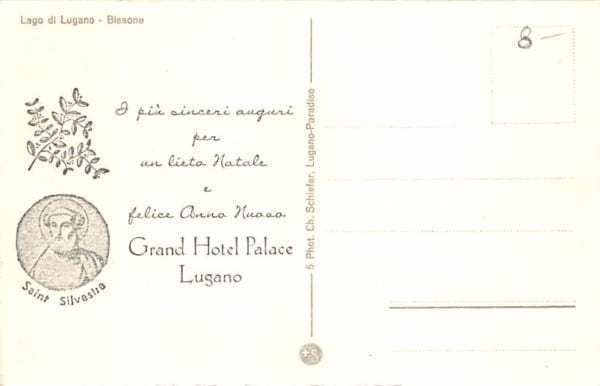 Lago di Lugano - Bissone
8-
I più sinceri auguri
per
un lieto Natale
e
felice Anno Nuovo
Grand Hotel Palace
Lugano
Saint Silvestro
5 Phot. Ch. Schiefer, Lugano-Paradiso
+S